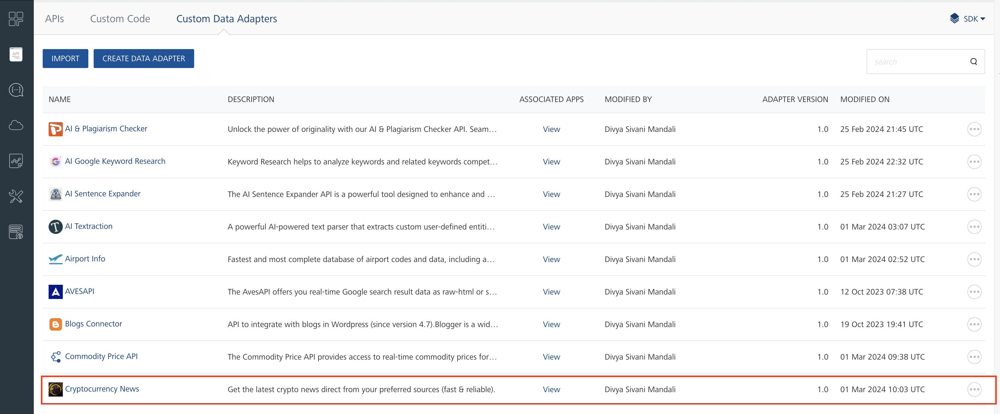 APIs Custom Code Custom Data Adapters SDK
API
IMPORT CREATE DATA ADAPTER search
NAME DESCRIPTION ASSOCIATED APPS MODIFIED BY ADAPTER VERSION MODIFIED ON
AI & Plagiarism Checker Unlock the power of originality with our AI & Plagiarism Checker API. Seam... View Divya Sivani Mandali 1.0 25 Feb 2024 21:45 UTC
AI Google Keyword Research Keyword Research helps to analyze keywords and related keywords compet... View Divya Sivani Mandali 1.0 25 Feb 2024 22:32 UTC
AI Sentence Expander The AI Sentence Expander API is a powerful tool designed to enhance and ... View Divya Sivani Mandali 1.0 25 Feb 2024 21:27 UTC
AI Textraction A powerful AI-powered text parser that extracts custom user-defined entiti... View Divya Sivani Mandali 1.0 01 Mar 2024 03:07 UTC
Airport Info Fastest and most complete database of airport codes and data, including a... View Divya Sivani Mandali 1.0 01 Mar 2024 02:52 UTC
AVESAPI The AvesAPI offers you real-time Google search result data as raw-html or s... View Divya Sivani Mandali 1.0 12 Oct 2023 07:38 UTC
Blogs Connector API to integrate with blogs in Wordpress (since version 4.7).Blogger is a wid... View Divya Sivani Mandali 1.0 19 Oct 2023 19:41 UTC
Commodity Price API The Commodity Price API provides access to real-time commodity prices for... View Divya Sivani Mandali 1.0 01 Mar 2024 09:38 UTC
Cryptocurrency News Get the latest crypto news direct from your preferred sources (fast & reliable). View Divya Sivani Mandali 1.0 01 Mar 2024 10:03 UTC